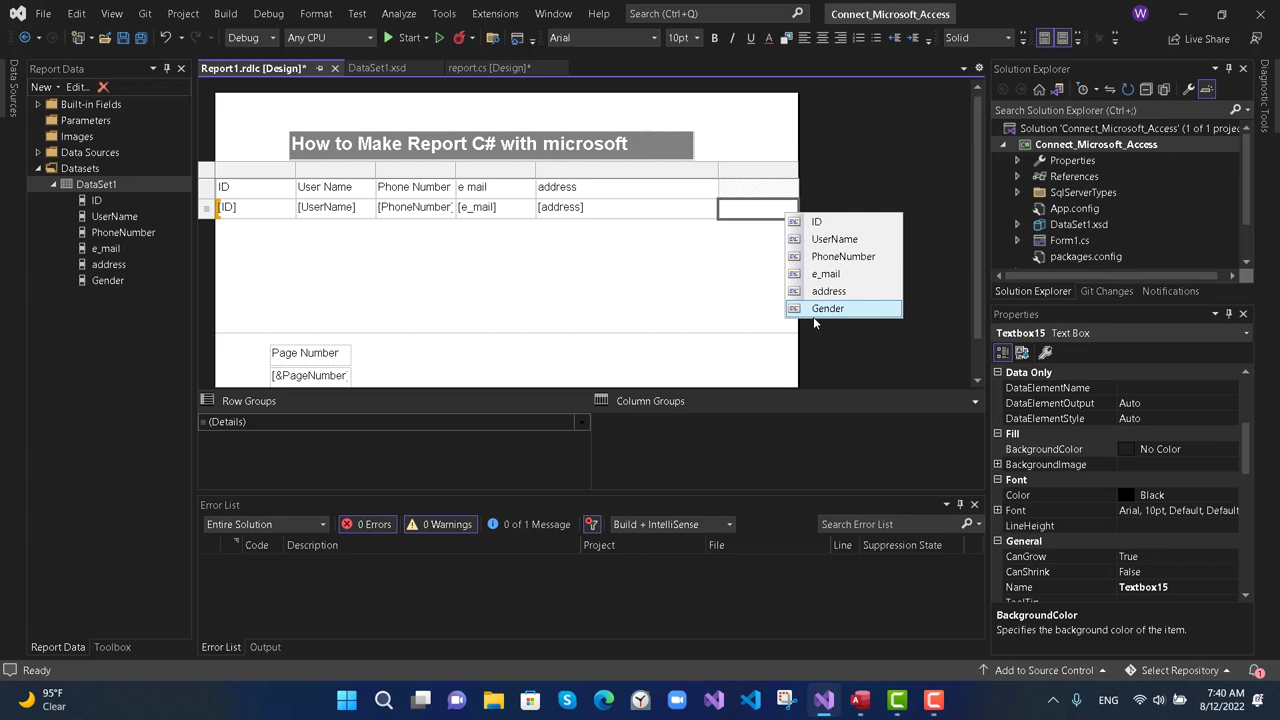 File Edit View Git Project Build Debug Format Test Analyze Tools Extensions Window Help Search (Ctrl+Q) Connect_Microsoft_Access W
Debug Any CPU Start Arial 10pt B I U A Solid Live Share
Data Sources
Report Data
New Edit...
Built-in Fields
Parameters
Images
Data Sources
Datasets
DataSet1
ID
UserName
PhoneNumber
e_mail
address
Gender
Report Data Toolbox
Report1.rdlc [Design]* DataSet1.xsd report.cs [Design]*
How to Make Report C# with microsoft
ID User Name Phone Number e mail address
[ID] [UserName] [PhoneNumber] [e_mail] [address]
ID
UserName
PhoneNumber
e_mail
address
Gender
Page Number
[&PageNumber]
Row Groups Column Groups
(Details)
Error List
Entire Solution 0 Errors 0 Warnings 0 of 1 Message Build + IntelliSense Search Error List
Code Description Project File Line Suppression State
Error List Output
Solution Explorer
Search Solution Explorer (Ctrl+;)
Solution 'Connect_Microsoft_Access' (1 of 1 projec
Connect_Microsoft_Access
Properties
References
SqlServerTypes
App.config
DataSet1.xsd
Form1.cs
packages.config
Solution Explorer Git Changes Notifications
Properties
Textbox15 Text Box
Data Only
DataElementName
DataElementOutput Auto
DataElementStyle Auto
Fill
BackgroundColor No Color
BackgroundImage
Font
Color Black
Font Arial, 10pt, Default, Default
LineHeight
General
CanGrow True
CanShrink False
Name Textbox15
BackgroundColor
Specifies the background color of the item.
Diagnostic Tools
Ready Add to Source Control Select Repository 1
95°F
Clear
ENG
7:40 AM
8/12/2022